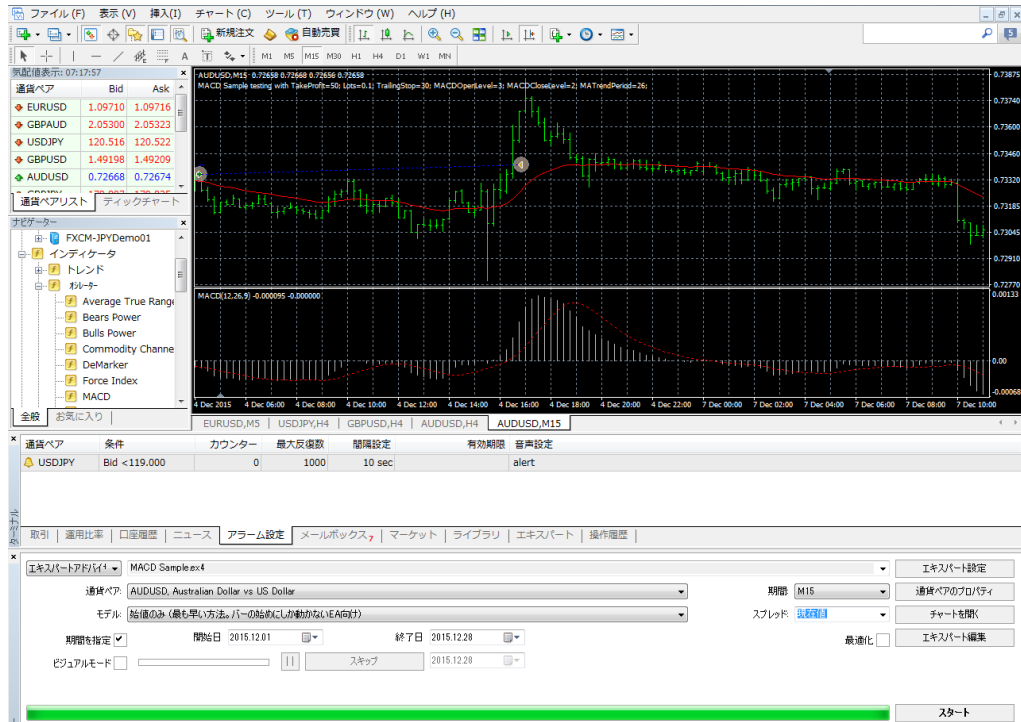 ファイル (F) 表示 (V) 挿入(I) チャート (C) ツール (T) ウィンドウ (W) ヘルプ (H)
新規注文 自動売買
5
A T M1 M5 M15 M30 H1 H4 D1 W1 MN
気配値表示: 07:17:57
通貨ペア Bid Ask
EURUSD 1.09710 1.09716
GBPAUD 2.05300 2.05323
USDJPY 120.516 120.522
GBPUSD 1.49198 1.49209
AUDUSD 0.72668 0.72674
通貨ペアリスト ティックチャート
ナビゲーター
FXCM-JPYDemo01
インディケータ
トレンド
オシレーター
Average True Range
Bears Power
Bulls Power
Commodity Channe
DeMarker
Force Index
MACD
全般 お気に入り
AUDUSD,M15 0.72658 0.72668 0.72656 0.72658
MACD Sample testing with TakeProfit=50; Lots=0.1; TrailingStop=30; MACDOpenLevel=3; MACDCloseLevel=2; MATrendPeriod=26;
0.73875
0.73740
0.73600
0.73460
0.73320
0.73185
0.73045
0.72910
0.72770
MACD(12,26,9) -0.000095 -0.000000
0.00133
0.00
-0.00068
4 Dec 2015 4 Dec 06:00 4 Dec 08:00 4 Dec 10:00 4 Dec 12:00 4 Dec 14:00 4 Dec 16:00 4 Dec 18:00 4 Dec 20:00 4 Dec 22:00 7 Dec 00:00 7 Dec 02:00 7 Dec 04:00 7 Dec 06:00 7 Dec 08:00 7 Dec 10:00
EURUSD,M5 USDJPY,H4 GBPUSD,H4 AUDUSD,H4 AUDUSD,M15
通貨ペア 条件 カウンター 最大反復数 間隔設定 有効期限 音声設定
USDJPY Bid <119.000 0 1000 10 sec alert
ターミナル
取引 運用比率 口座履歴 ニュース アラーム設定 メールボックス7 マーケット ライブラリ エキスパート 操作履歴
エキスパートアドバイザ MACD Sample.ex4 エキスパート設定
通貨ペア: AUDUSD, Australian Dollar vs US Dollar 期間: M15 通貨ペアのプロパティ
モデル: 始値のみ (最も早い方法。バーの始めにしか動かないEA向け) スプレッド: 現在値 チャートを開く
期間を指定 開始日 2015.12.01 終了日 2015.12.28 最適化 エキスパート編集
ビジュアルモード スキップ 2015.12.28
スタート